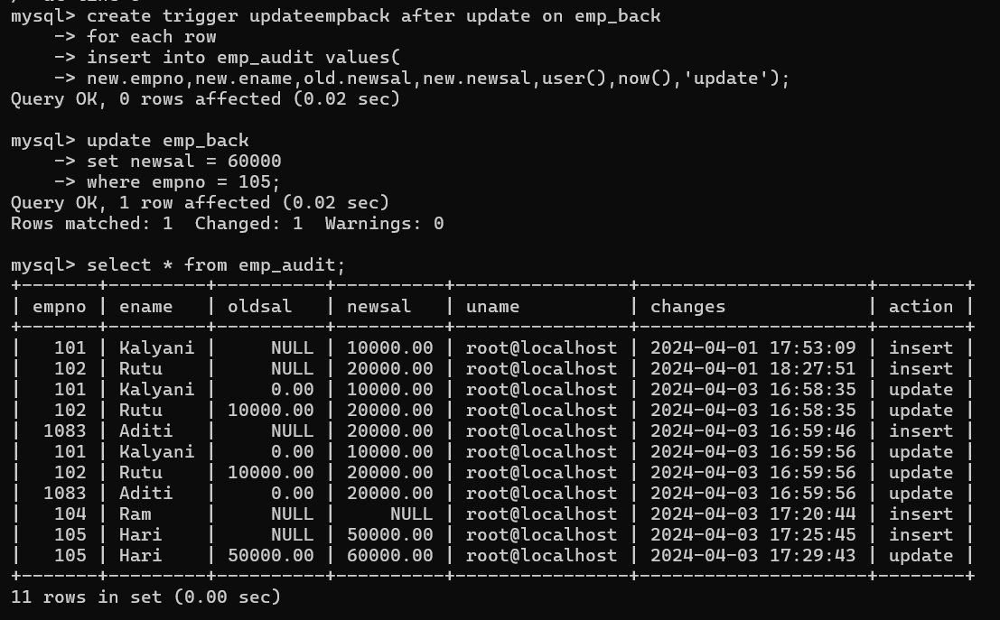 mysql> create trigger updateempback after update on emp_back
    -> for each row
    -> insert into emp_audit values(
    -> new.empno,new.ename,old.newsal,new.newsal,user(),now(),'update');
Query OK, 0 rows affected (0.02 sec)

mysql> update emp_back
    -> set newsal = 60000
    -> where empno = 105;
Query OK, 1 row affected (0.02 sec)
Rows matched: 1  Changed: 1  Warnings: 0

mysql> select * from emp_audit;
+-------+---------+----------+----------+----------------+---------------------+--------+
| empno | ename   | oldsal   | newsal   | uname          | changes             | action |
+-------+---------+----------+----------+----------------+---------------------+--------+
|   101 | Kalyani |     NULL | 10000.00 | root@localhost | 2024-04-01 17:53:09 | insert |
|   102 | Rutu    |     NULL | 20000.00 | root@localhost | 2024-04-01 18:27:51 | insert |
|   101 | Kalyani |     0.00 | 10000.00 | root@localhost | 2024-04-03 16:58:35 | update |
|   102 | Rutu    | 10000.00 | 20000.00 | root@localhost | 2024-04-03 16:58:35 | update |
|  1083 | Aditi   |     NULL | 20000.00 | root@localhost | 2024-04-03 16:59:46 | insert |
|   101 | Kalyani |     0.00 | 10000.00 | root@localhost | 2024-04-03 16:59:56 | update |
|   102 | Rutu    | 10000.00 | 20000.00 | root@localhost | 2024-04-03 16:59:56 | update |
|  1083 | Aditi   |     0.00 | 20000.00 | root@localhost | 2024-04-03 16:59:56 | update |
|   104 | Ram     |     NULL |     NULL | root@localhost | 2024-04-03 17:20:44 | insert |
|   105 | Hari    |     NULL | 50000.00 | root@localhost | 2024-04-03 17:25:45 | insert |
|   105 | Hari    | 50000.00 | 60000.00 | root@localhost | 2024-04-03 17:29:43 | update |
+-------+---------+----------+----------+----------------+---------------------+--------+
11 rows in set (0.00 sec)